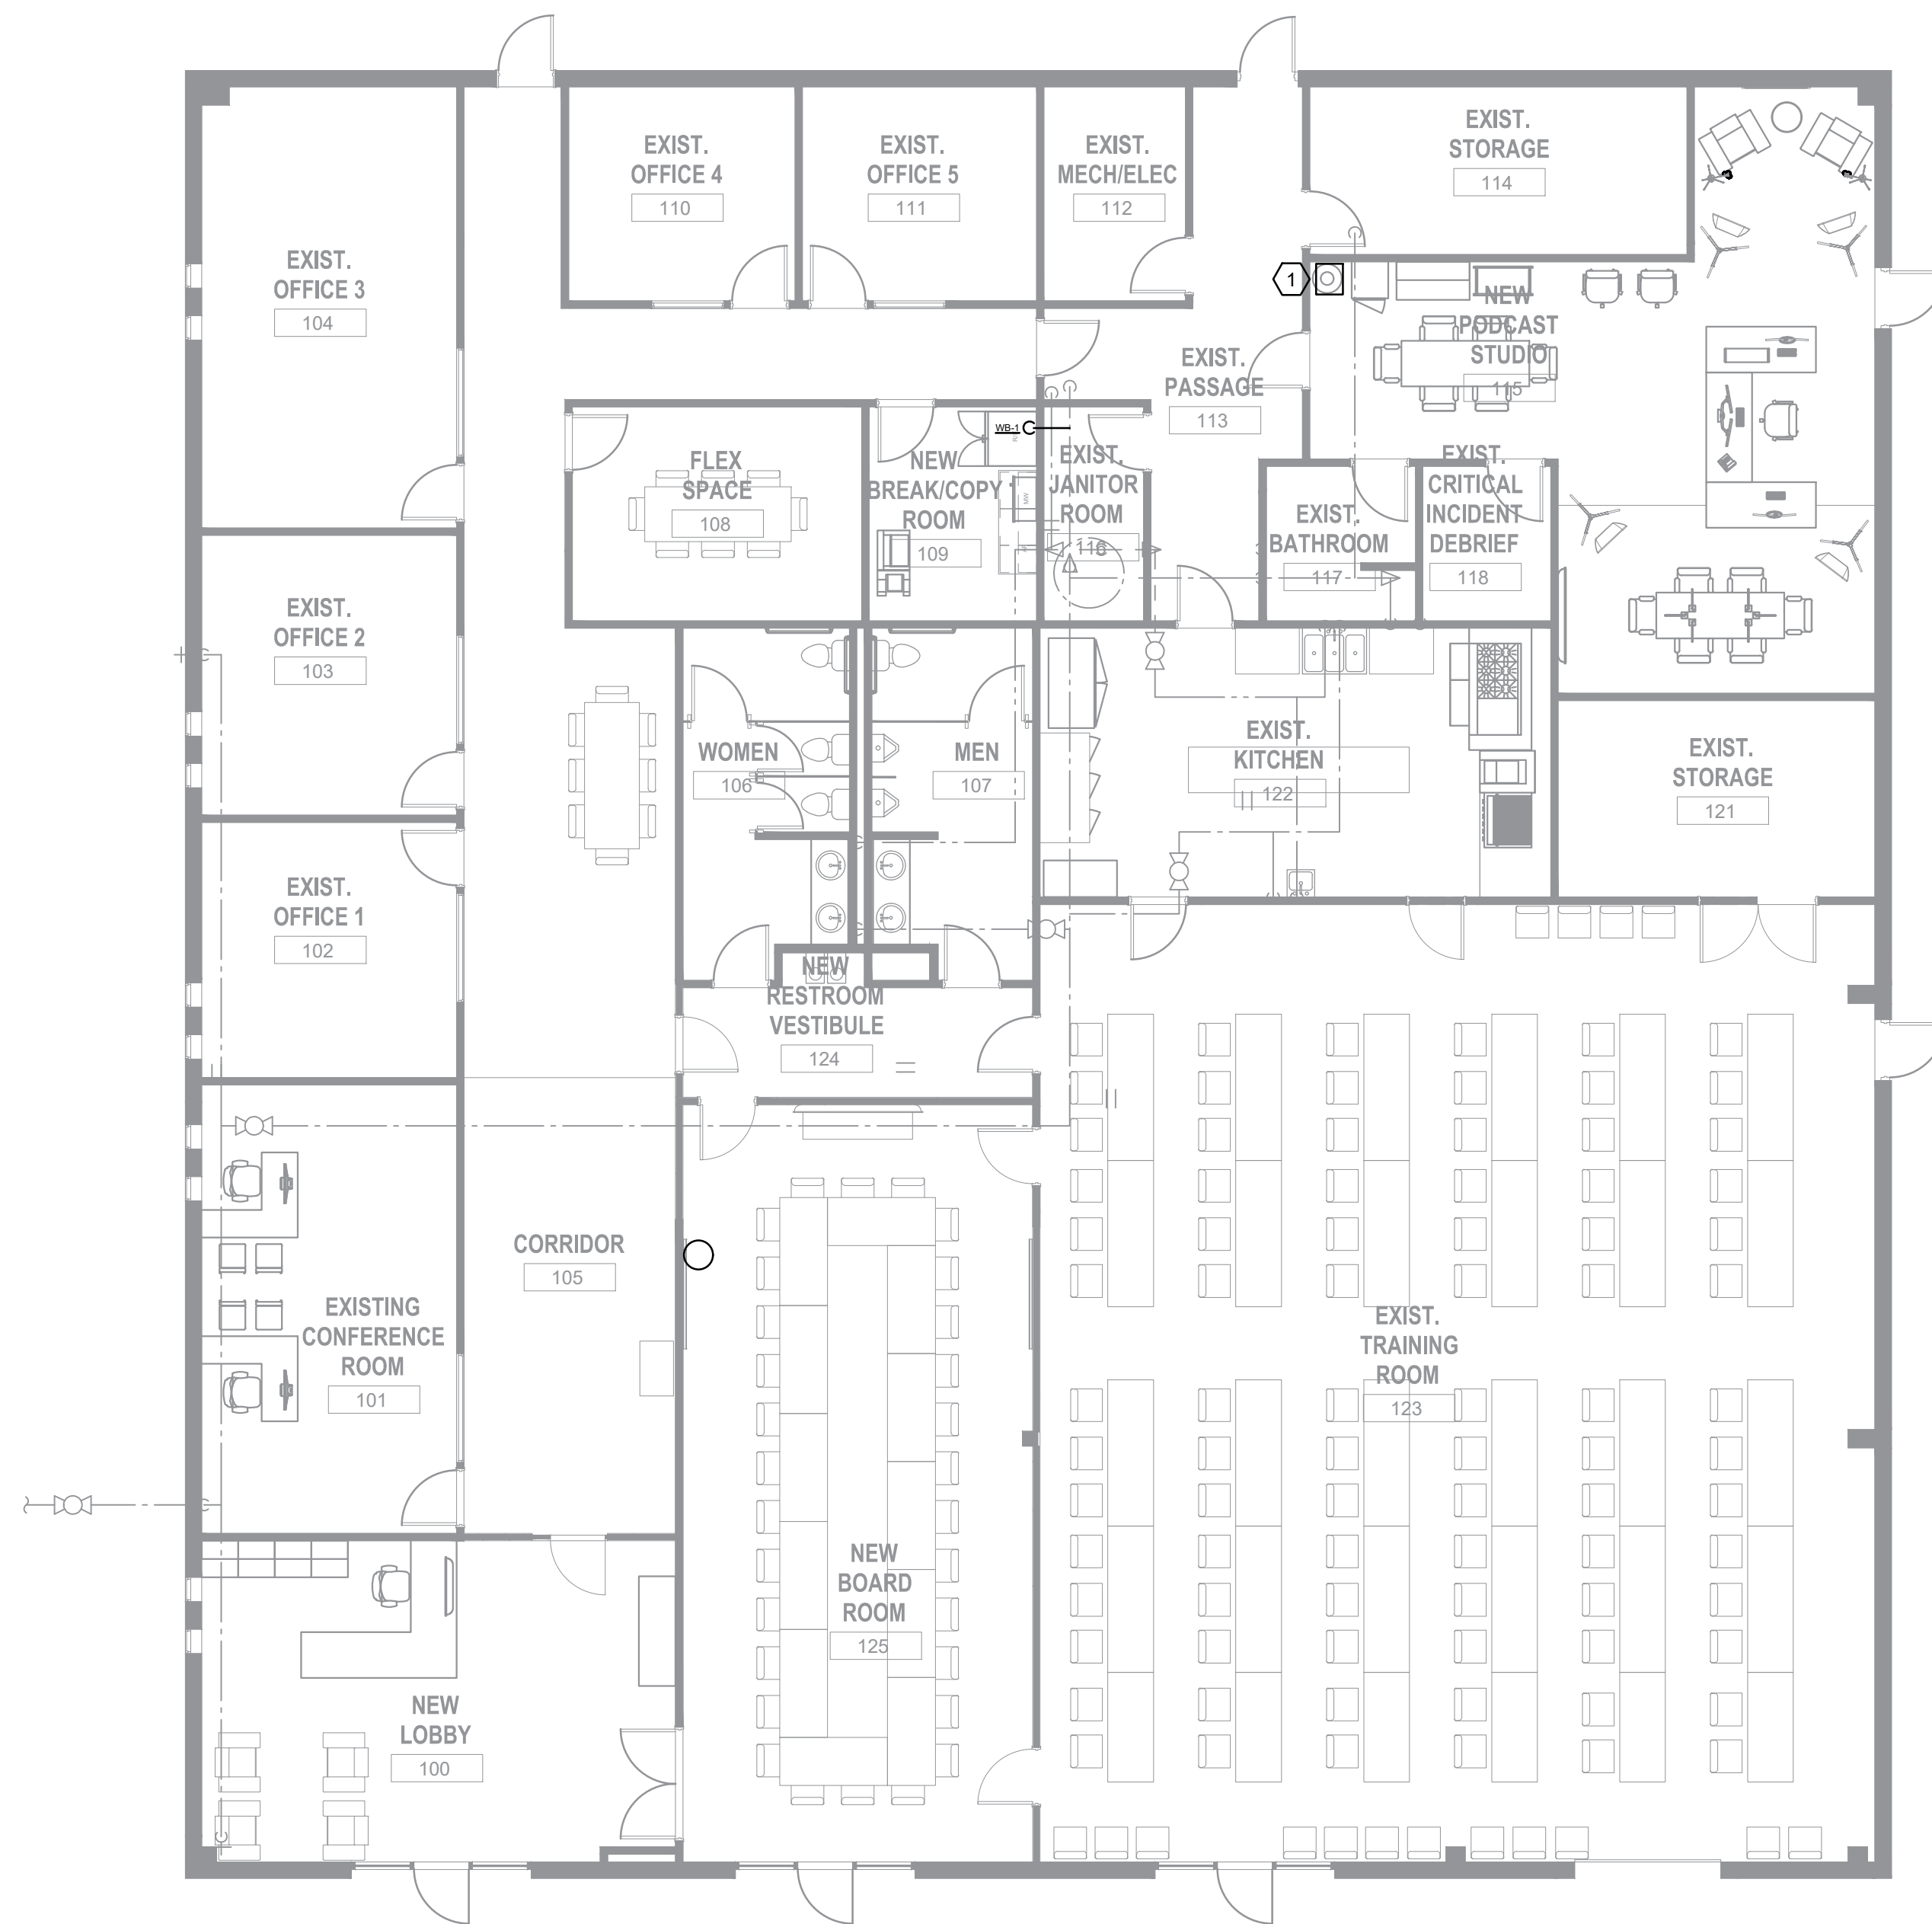 EXIST.
OFFICE 4
110
EXIST.
OFFICE 5
111
EXIST.
MECH/ELEC
112
EXIST.
STORAGE
114
EXIST.
OFFICE 3
104
1
NEW
PODCAST
STUDIO
115
EXIST.
PASSAGE
113
WB-1
FLEX
SPACE
108
NEW
BREAK/COPY
ROOM
109
MW
EXIST.
JANITOR
ROOM
116
EXIST.
BATHROOM
117
EXIST.
CRITICAL
INCIDENT
DEBRIEF
118
EXIST.
OFFICE 2
103
WOMEN
106
MEN
107
EXIST.
KITCHEN
122
EXIST.
STORAGE
121
EXIST.
OFFICE 1
102
NEW
RESTROOM
VESTIBULE
124
CORRIDOR
105
EXISTING
CONFERENCE
ROOM
101
EXIST.
TRAINING
ROOM
123
NEW
BOARD
ROOM
125
NEW
LOBBY
100